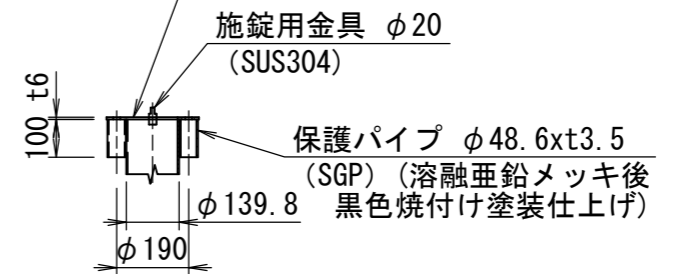 施錠用金具 φ20
(SUS304)
t6
100
保護パイプ φ48.6xt3.5
(SGP) (溶融亜鉛メッキ後
黒色焼付け塗装仕上げ)
φ139.8
φ190